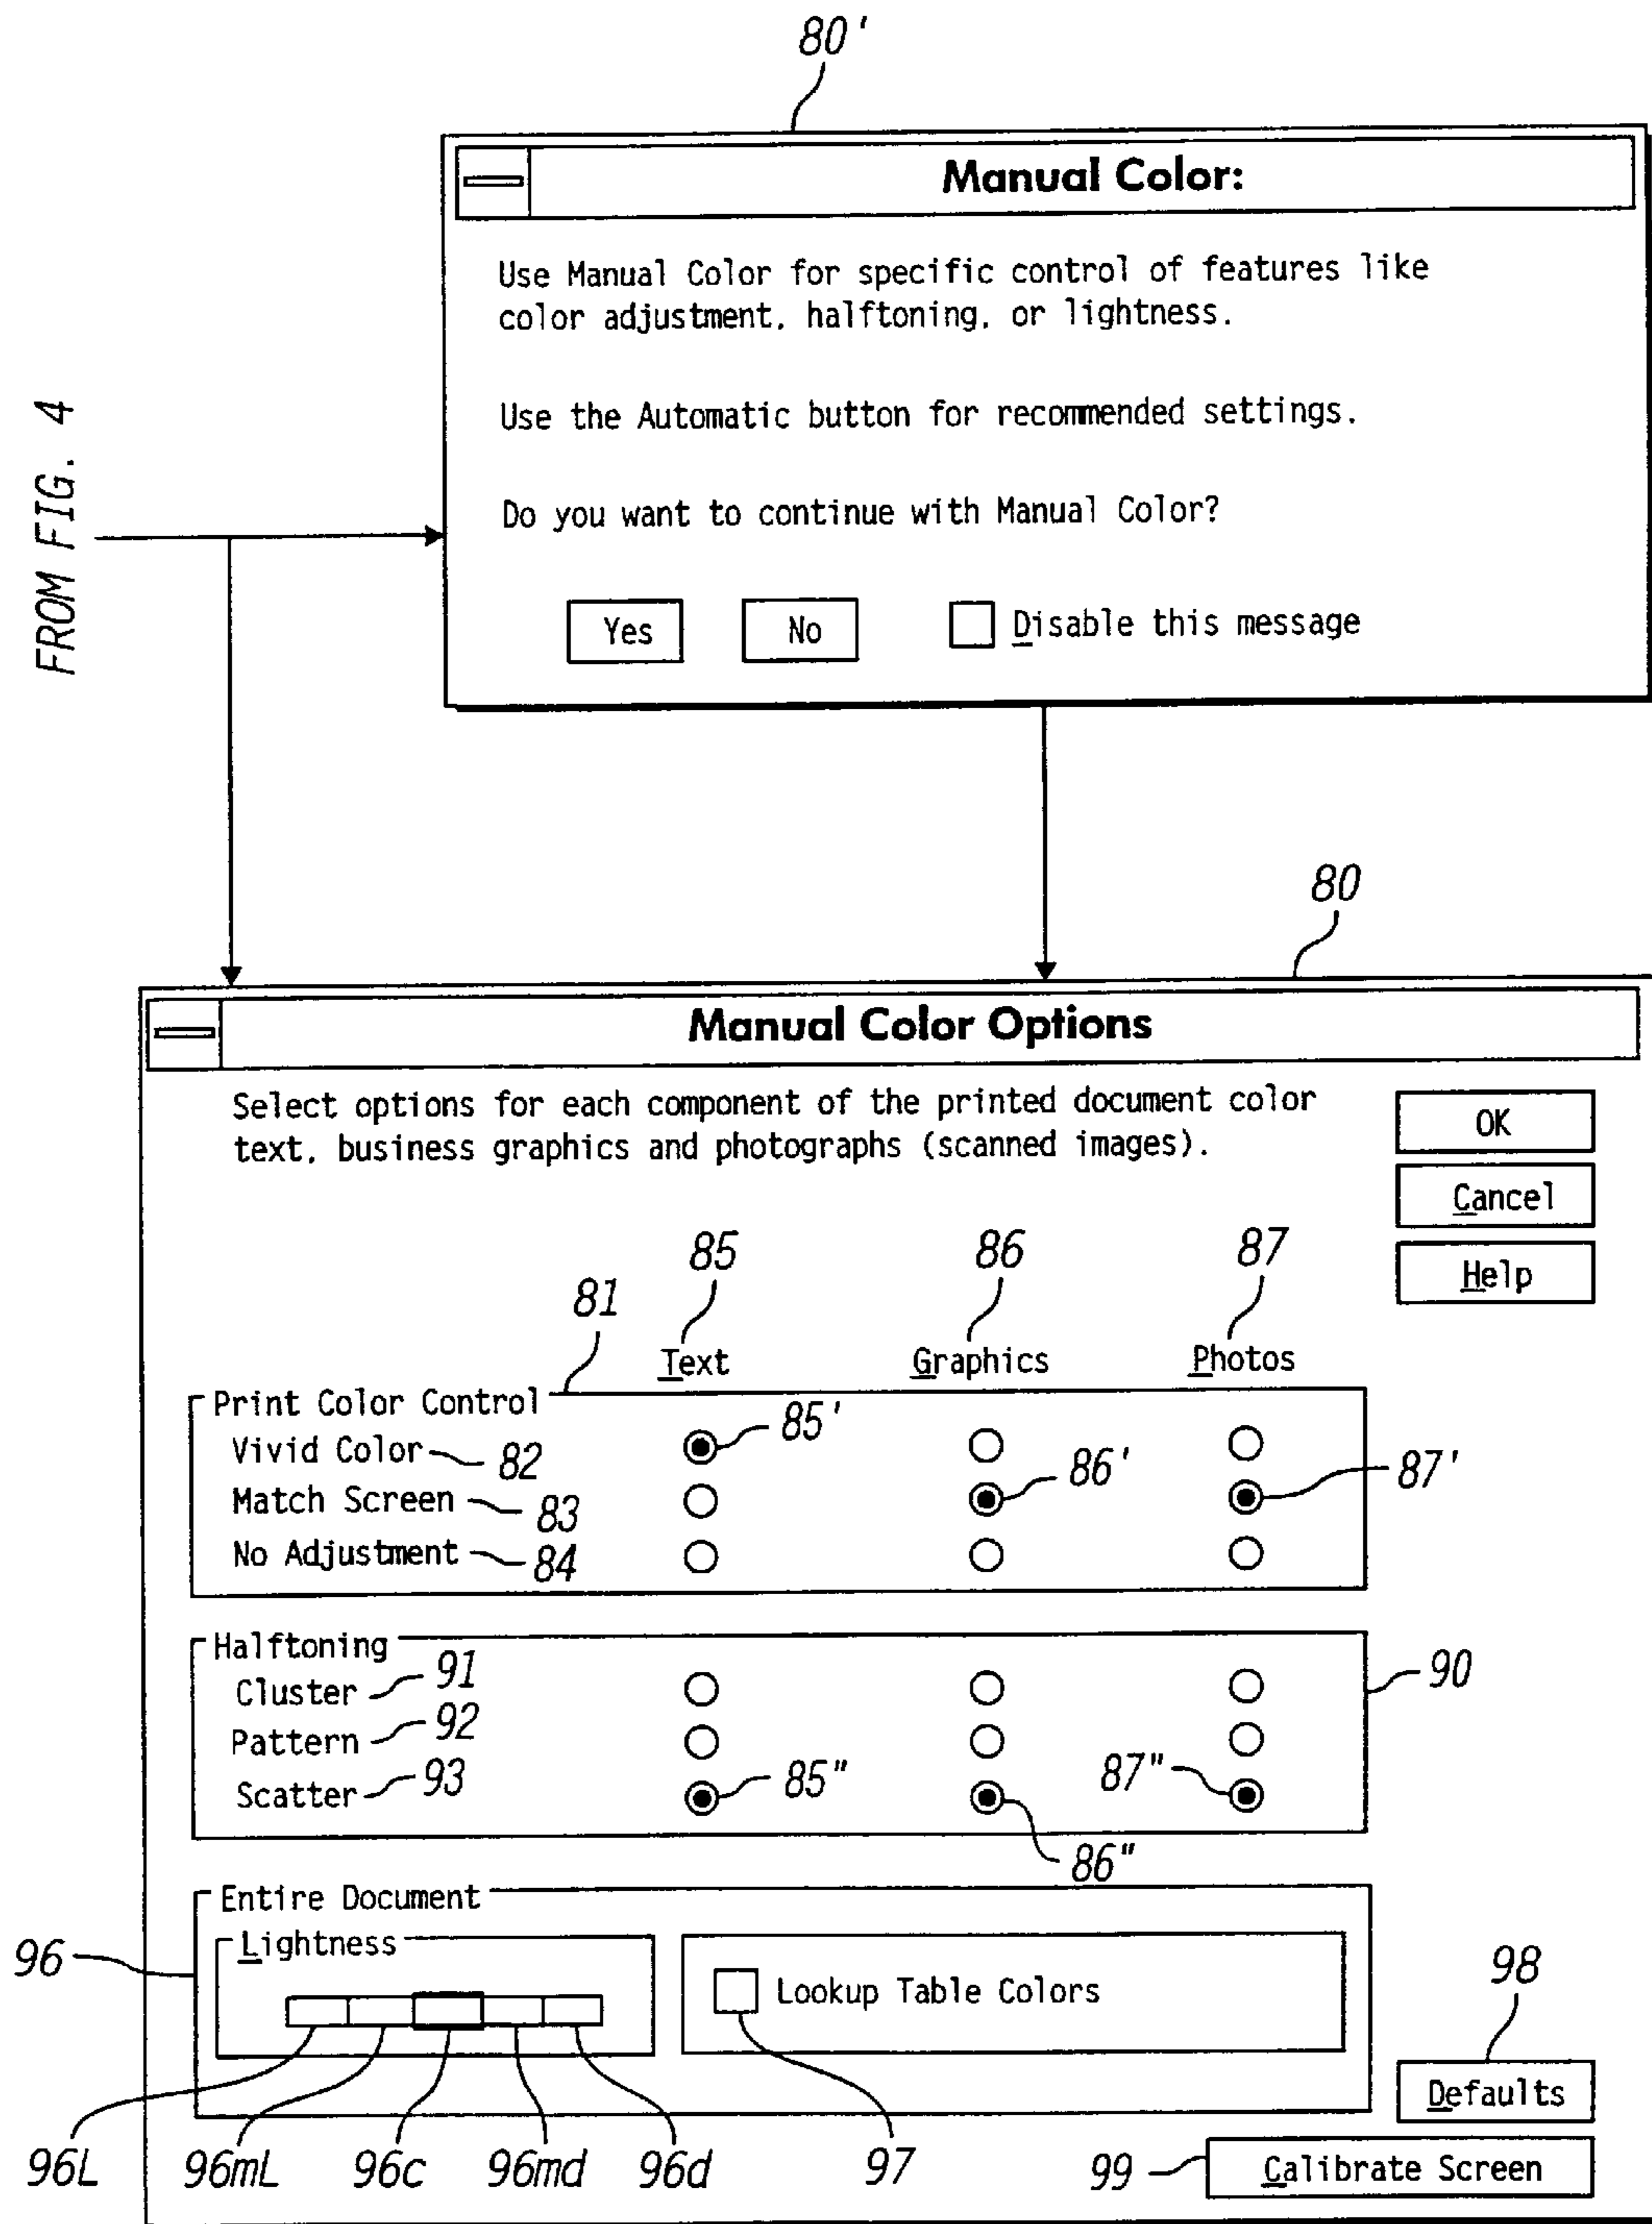 80'
Manual Color:
Use Manual Color for specific control of features like
color adjustment, halftoning, or lightness.
Use the Automatic button for recommended settings.
Do you want to continue with Manual Color?
Yes No Disable this message
FROM FIG. 4
80
Manual Color Options
Select options for each component of the printed document color
text, business graphics and photographs (scanned images).
OK
Cancel
Help
81 85 86 87
Text Graphics Photos
Print Color Control
Vivid Color 82 85'
Match Screen 83 86' 87'
No Adjustment 84
Halftoning
Cluster 91 90
Pattern 92
Scatter 93 85" 86" 87"
Entire Document
96 Lightness
Lookup Table Colors
98
Defaults
96L 96mL 96c 96md 96d 97
99 Calibrate Screen